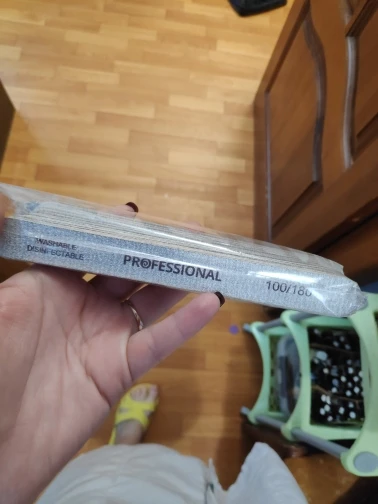 WASHABLE
DISINFECTABLE
PROFESSIONAL
100/180